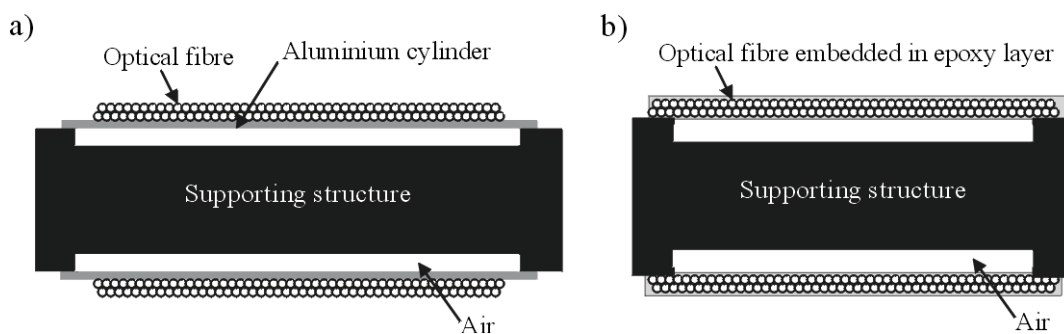 a)
Optical fibre
Aluminium cylinder
Supporting structure
Air
b)
Optical fibre embedded in epoxy layer
Supporting structure
Air